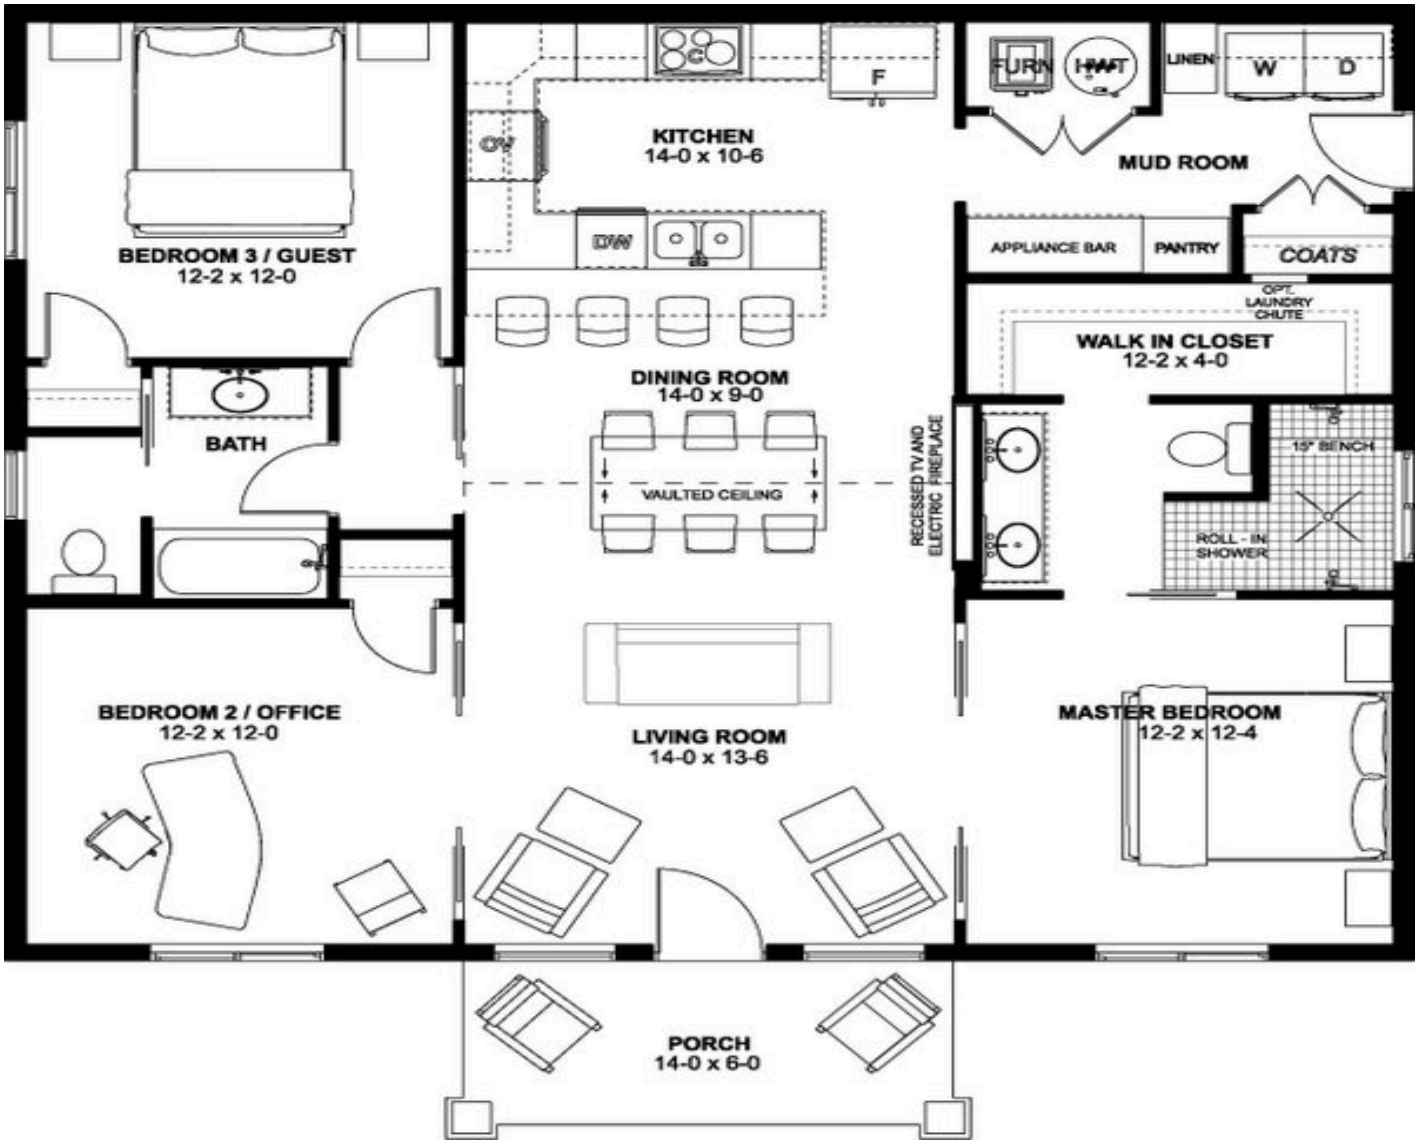 FURN
HWT
LINEN
W
D
C
F
OV
KITCHEN
14-0 x 10-6
MUD ROOM
DW
APPLIANCE BAR
PANTRY
COATS
BEDROOM 3 / GUEST
12-2 x 12-0
OPT.
LAUNDRY
CHUTE
WALK IN CLOSET
12-2 x 4-0
DINING ROOM
14-0 x 9-0
BATH
RECESSED TV AND
ELECTRIC FIREPLACE
15" BENCH
VAULTED CEILING
ROLL - IN
SHOWER
BEDROOM 2 / OFFICE
12-2 x 12-0
LIVING ROOM
14-0 x 13-6
MASTER BEDROOM
12-2 x 12-4
PORCH
14-0 x 6-0